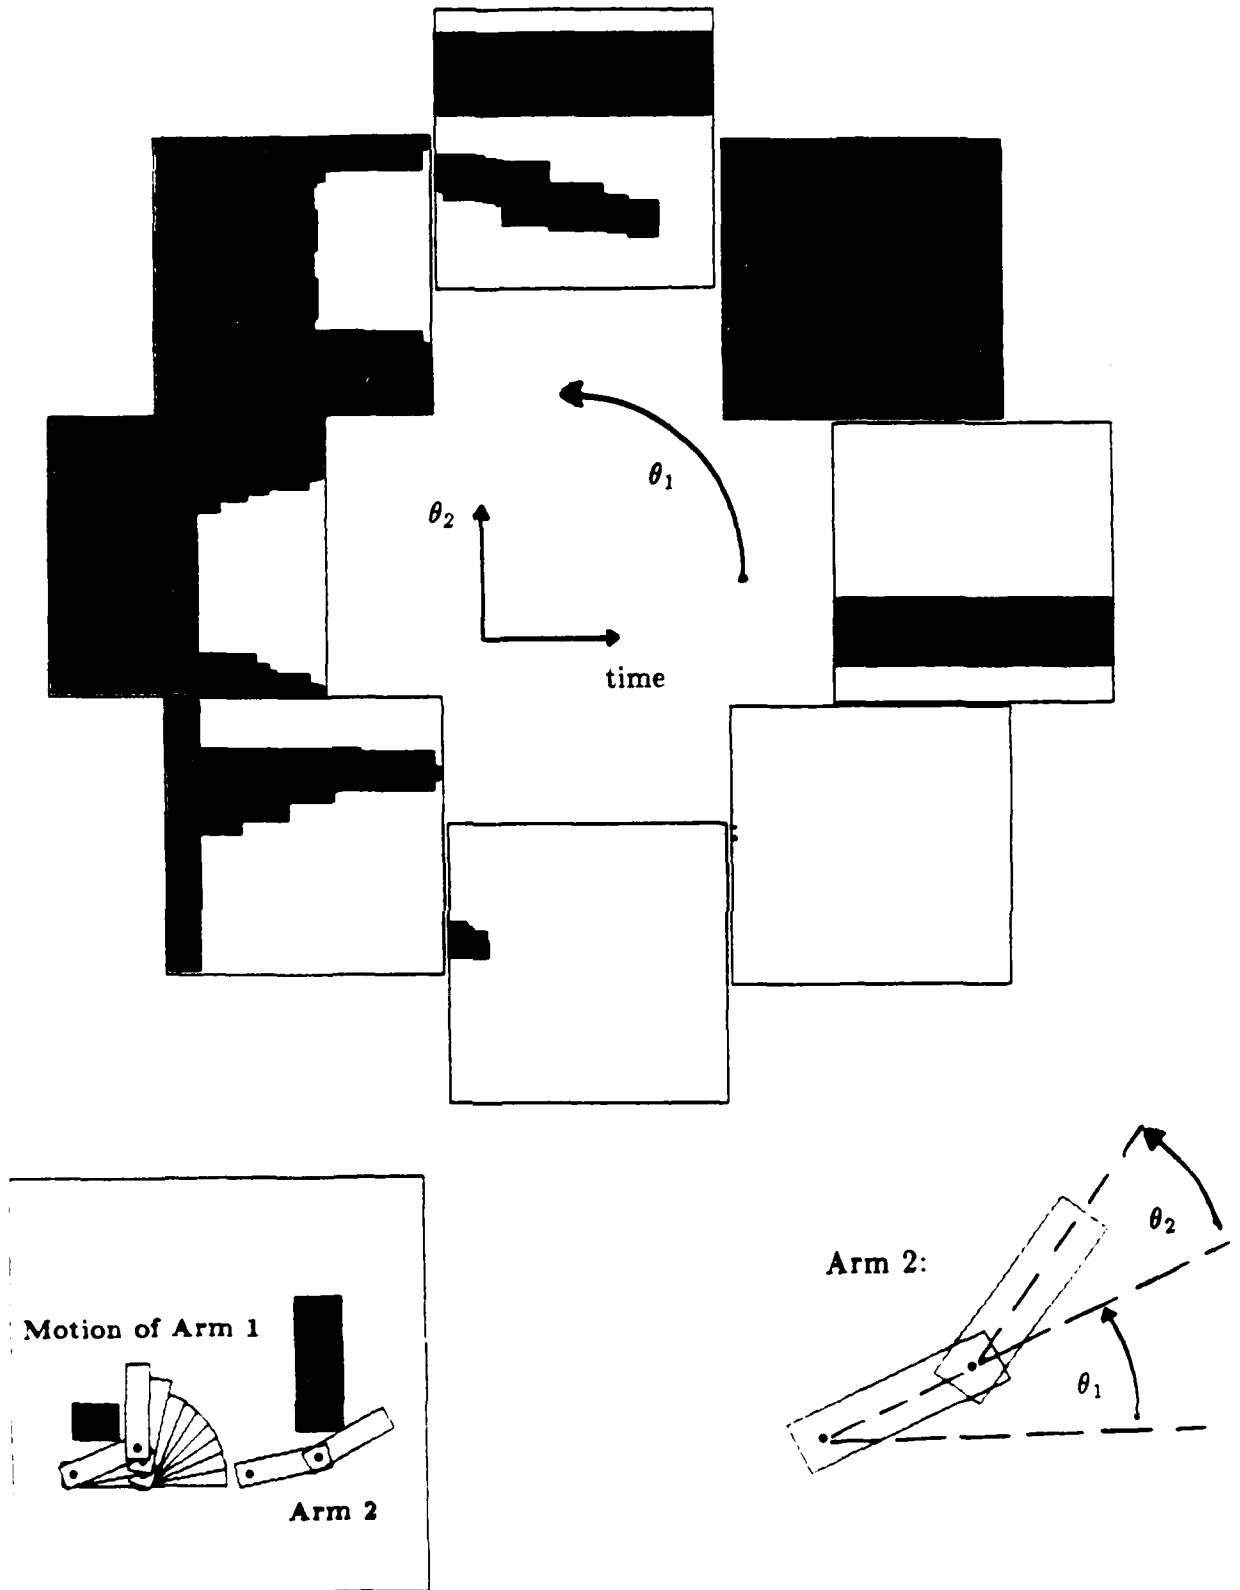 θ₁
θ₂
time
Motion of Arm 1
Arm 2
Arm 2:
θ₂
θ₁